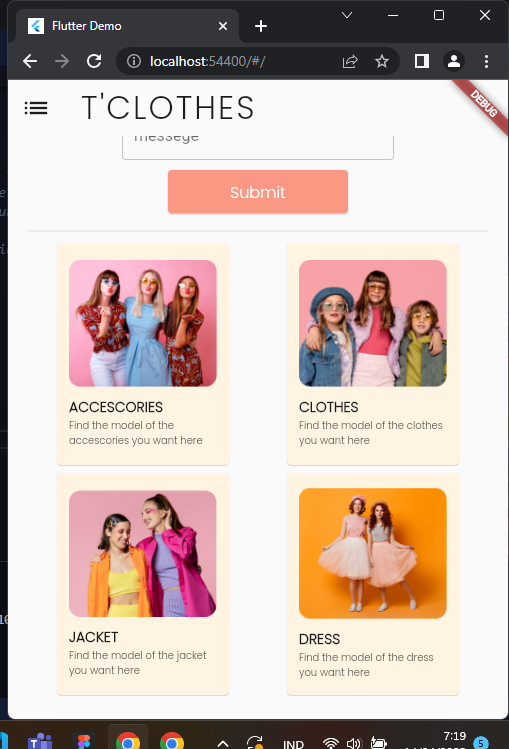 Flutter Demo
localhost:54400/#/
T'CLOTHES
DEBUG
messege
Submit
ACCESCORIES
Find the model of the
accescories you want here
CLOTHES
Find the model of the clothes
you want here
JACKET
Find the model of the jacket
you want here
DRESS
Find the model of the dress
you want here
IND
7:19
5